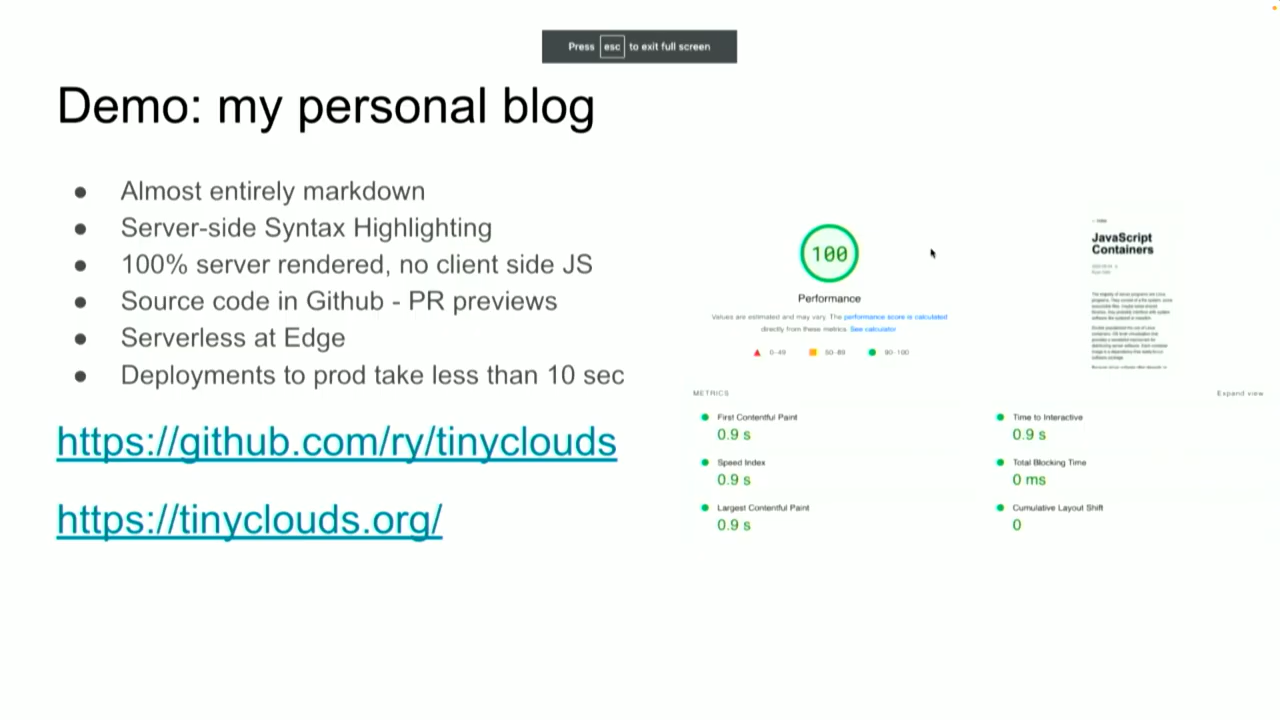 Press esc to exit full screen
Demo: my personal blog
● Almost entirely markdown
● Server-side Syntax Highlighting
● 100% server rendered, no client side JS
● Source code in Github - PR previews
● Serverless at Edge
● Deployments to prod take less than 10 sec
https://github.com/ry/tinyclouds
https://tinyclouds.org/
100
Performance
Values are estimated and may vary. The performance score is calculated
directly from these metrics. See calculator
0–49 50–89 90–100
JavaScript
Containers
METRICS
Expand view
First Contentful Paint
0.9 s
Time to Interactive
0.9 s
Speed Index
0.9 s
Total Blocking Time
0 ms
Largest Contentful Paint
0.9 s
Cumulative Layout Shift
0